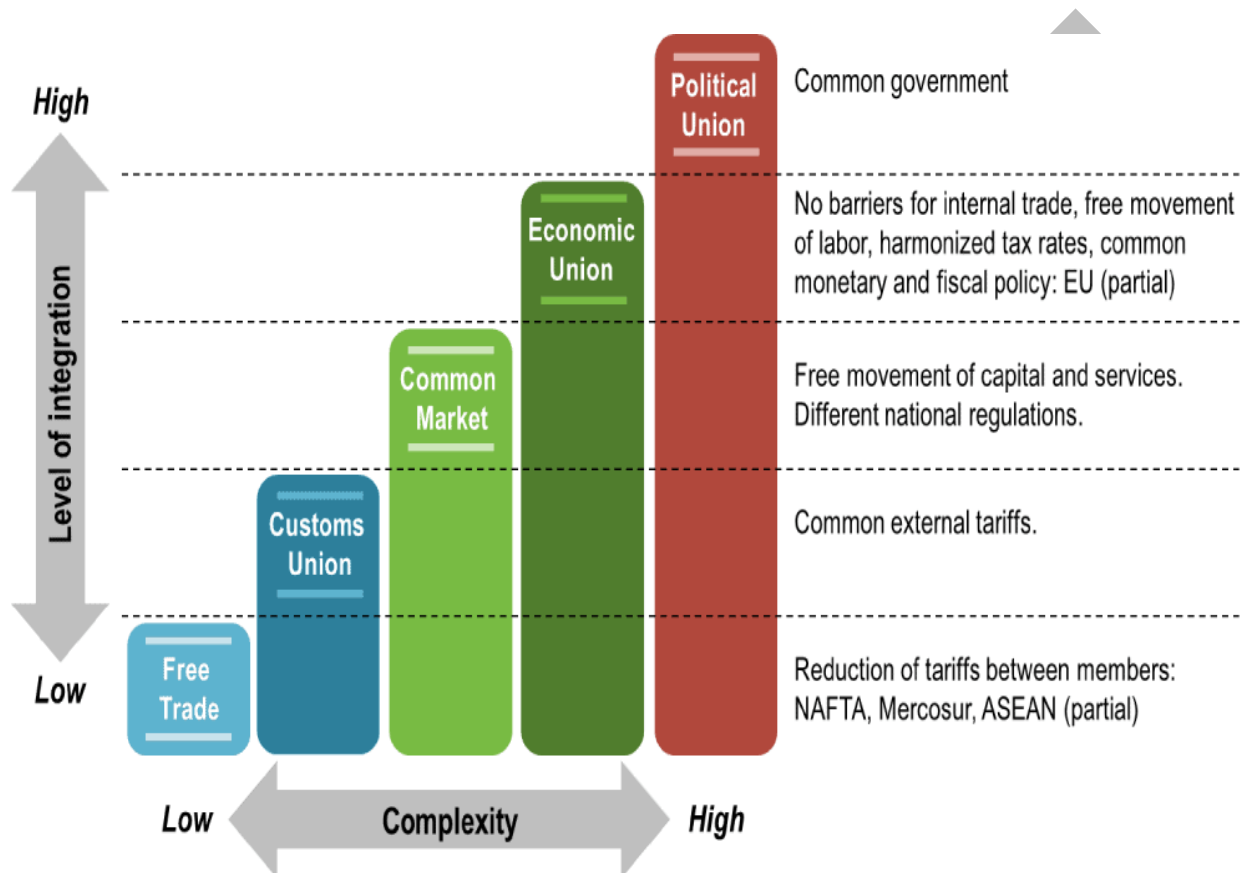 High
Level of integration
Low
Political
Union
Common government
Economic
Union
No barriers for internal trade, free movement
of labor, harmonized tax rates, common
monetary and fiscal policy: EU (partial)
Common
Market
Free movement of capital and services.
Different national regulations.
Customs
Union
Common external tariffs.
Free
Trade
Reduction of tariffs between members:
NAFTA, Mercosur, ASEAN (partial)
Low
Complexity
High